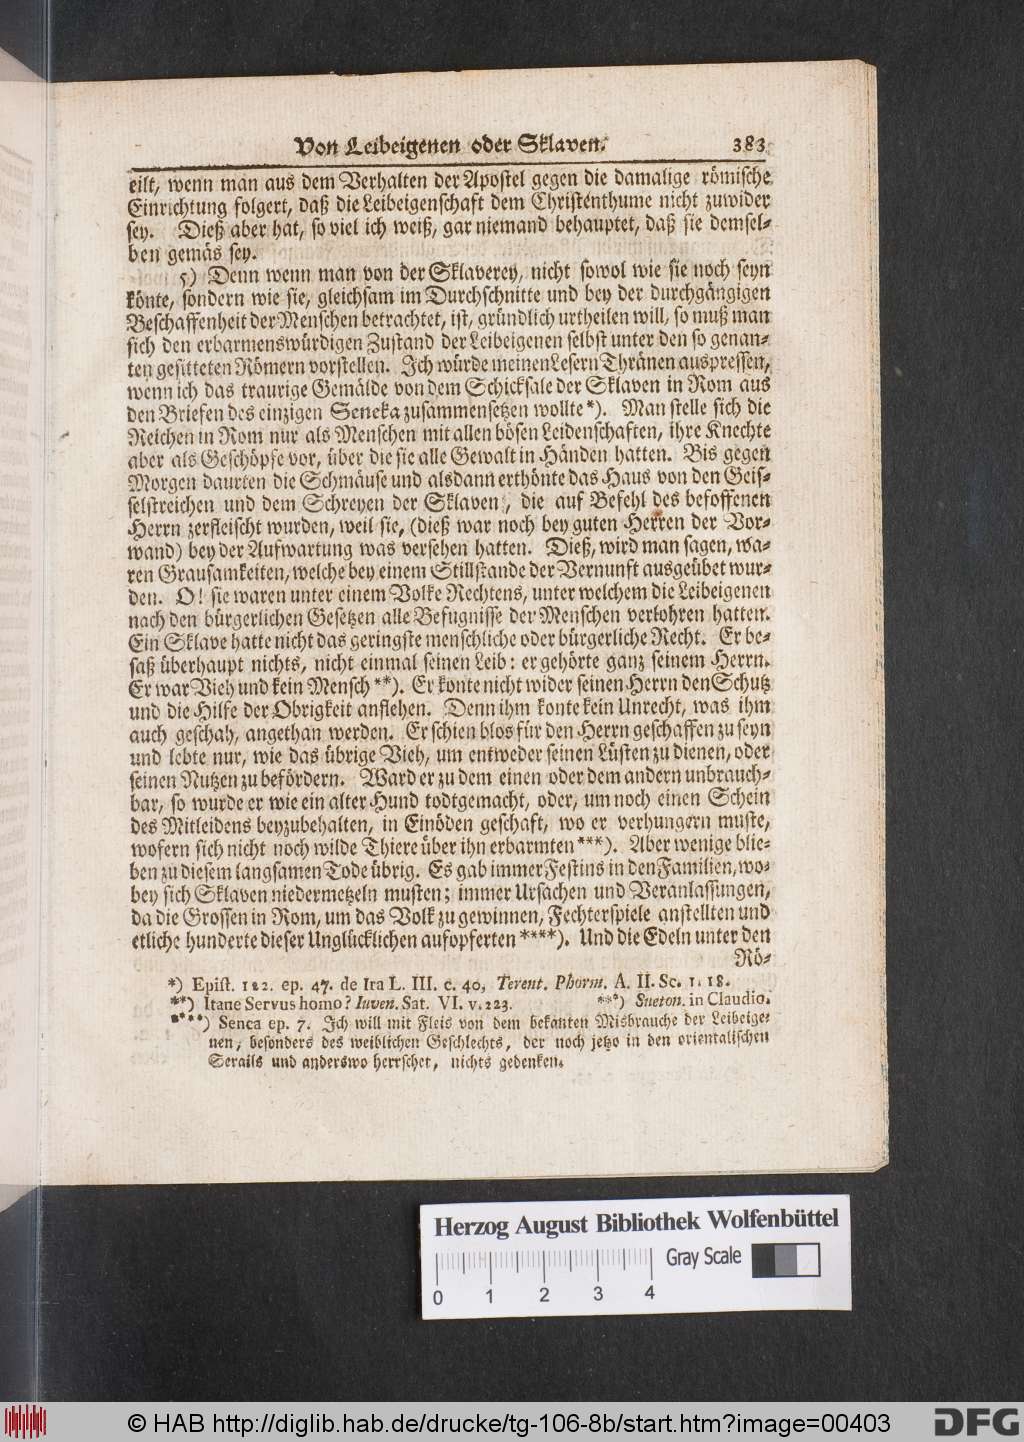 Von Leibeigenen oder Sklaven. 383
eilt, wenn man aus dem Verhalten der Apostel gegen die damalige römische
Einrichtung folgert, daß die Leibeigenschaft dem Christenthume nicht zuwider
sey. Dieß aber hat, so viel ich weiß, gar niemand behauptet, daß sie demsel-
ben gemäs sey.
5) Denn wenn man von der Sklaverey, nicht sowol wie sie noch seyn
könte, sondern wie sie, gleichsam im Durchschnitte und bey der durchgängigen
Beschaffenheit der Menschen betrachtet, ist, gründlich urtheilen will, so muß man
sich den erbarmenswürdigen Zustand der Leibeigenen selbst unter den so genan-
ten gesitteten Römern vorstellen. Ich würde meinen Lesern Thränen auspressen,
wenn ich das traurige Gemälde von dem Schicksale der Sklaven in Rom aus
den Briefen des einzigen Seneka zusammensetzen wollte *). Man stelle sich die
Reichen in Rom nur als Menschen mit allen bösen Leidenschaften, ihre Knechte
aber als Geschöpfe vor, über die sie alle Gewalt in Händen hatten. Bis gegen
Morgen daurten die Schmäuse und alsdann erthönte das Haus von den Geis-
selstreichen und dem Schreyen der Sklaven, die auf Befehl des besoffenen
Herrn zerfleischt wurden, weil sie, (dieß war noch bey guten Herren der Vor-
wand) bey der Aufwartung was versehen hatten. Dieß, wird man sagen, wa-
ren Grausamkeiten, welche bey einem Stillstande der Vernunft ausgeübet wur-
den. O! sie waren unter einem Volke Rechtens, unter welchem die Leibeigenen
nach den bürgerlichen Gesetzen alle Befugnisse der Menschen verlohren hatten.
Ein Sklave hatte nicht das geringste menschliche oder bürgerliche Recht. Er be-
saß überhaupt nichts, nicht einmal seinen Leib: er gehörte ganz seinem Herrn.
Er war Vieh und kein Mensch **). Er konte nicht wider seinen Herrn den Schutz
und die Hilfe der Obrigkeit anflehen. Denn ihm konte kein Unrecht, was ihm
auch geschah, angethan werden. Er schien blos für den Herrn geschaffen zu seyn
und lebte nur, wie das übrige Vieh, um entweder seinen Lüsten zu dienen, oder
seinen Nutzen zu befördern. Ward er zu dem einen oder dem andern unbrauch-
bar, so wurde er wie ein alter Hund todtgemacht, oder, um noch einen Schein
des Mitleidens beyzubehalten, in Einöden geschaft, wo er verhungern muste,
wofern sich nicht noch wilde Thiere über ihn erbarmten ***). Aber wenige blie-
ben zu diesem langsamen Tode übrig. Es gab immer Festins in den Familien, wo-
bey sich Sklaven niedermetzeln musten; immer Ursachen und Veranlassungen,
da die Grossen in Rom, um das Volk zu gewinnen, Fechterspiele anstellten und
etliche hunderte dieser Unglücklichen aufopferten ****). Und die Edeln unter den
Rö-
*) Epist. 122. ep. 47. de Ira L. III. c. 40, Terent. Phorm. A. II. Sc. 1. 18.
**) Itane Servus homo? Iuven. Sat. VI. v. 223. ***) Sueton. in Claudio.
****) Senca ep. 7. Ich will mit Fleis von dem bekanten Misbrauche der Leibeige-
nen, besonders des weiblichen Geschlechts, der noch jetzo in den orientalischen
Serails und anderswo herrschet, nichts gedenken.
Herzog August Bibliothek Wolfenbüttel
Gray Scale
0 1 2 3 4
© HAB http://diglib.hab.de/drucke/tg-106-8b/start.htm?image=00403
DFG